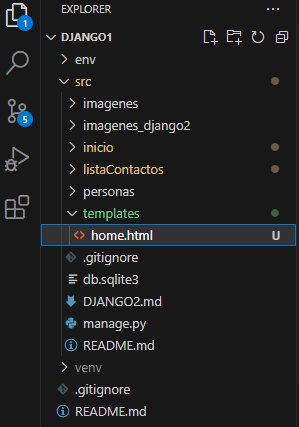 EXPLORER
DJANGO1
env
src
imagenes
imagenes_django2
inicio
listaContactos
personas
templates
home.html U
.gitignore
db.sqlite3
DJANGO2.md
manage.py
README.md
venv
.gitignore
README.md
1
5